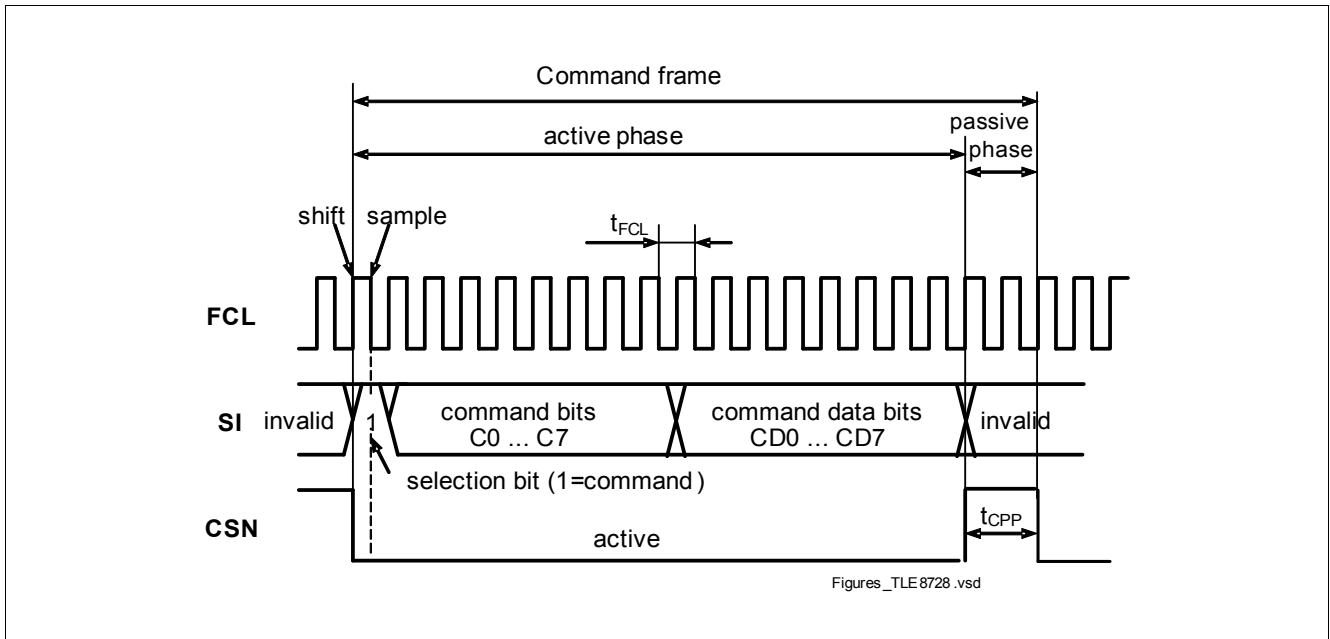 Command frame
active phase
passive
phase
shift sample
tFCL
FCL
SI
invalid
1
command bits
C0 ... C7
command data bits
CD0 ... CD7
invalid
selection bit (1=command)
CSN
active
tCPP
Figures_TLE8728.vsd